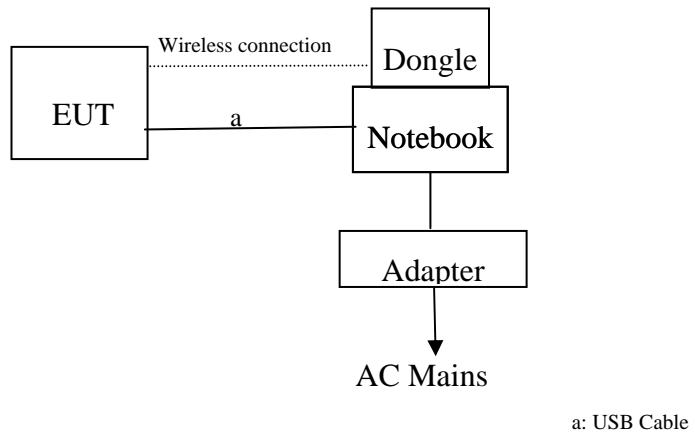 Wireless connection
Dongle
EUT
a
Notebook
Adapter
AC Mains
a: USB Cable